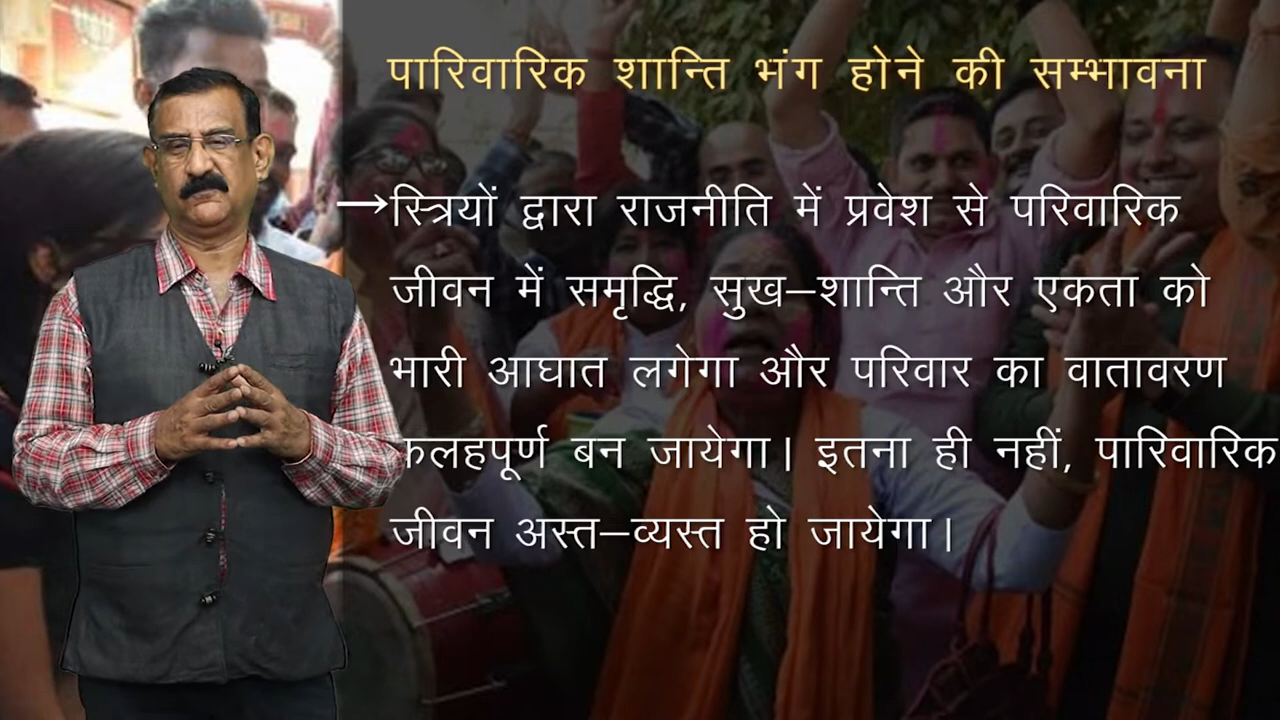 पारिवारिक शान्ति भंग होने की सम्भावना
→स्त्रियों द्वारा राजनीति में प्रवेश से परिवारिक
जीवन में समृद्धि, सुख–शान्ति और एकता को
भारी आघात लगेगा और परिवार का वातावरण
कलहपूर्ण बन जायेगा। इतना ही नहीं, पारिवारिक
जीवन अस्त–व्यस्त हो जायेगा।